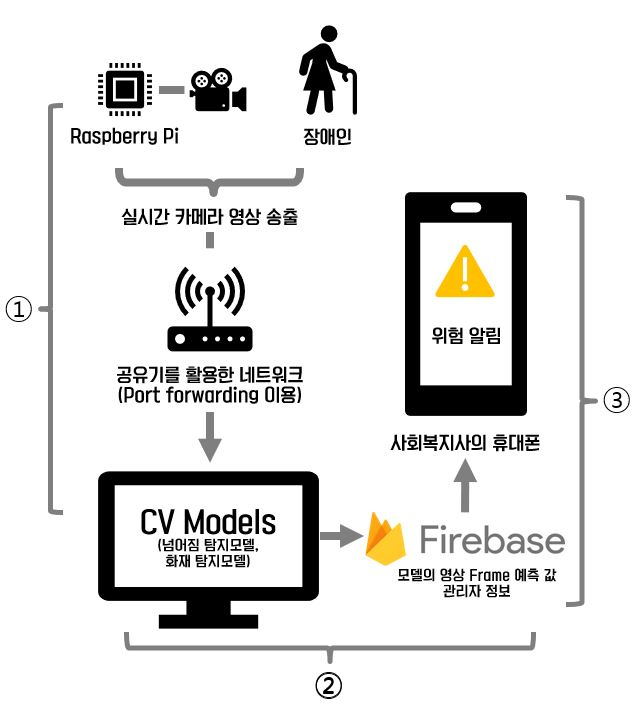 Raspberry Pi
장애인
실시간 카메라 영상 송출
①
공유기를 활용한 네트워크
(Port forwarding 이용)
CV Models
(넘어짐 탐지모델,
화재 탐지모델)
위험 알림
사회복지사의 휴대폰
③
Firebase
모델의 영상 Frame 예측 값
관리자 정보
②